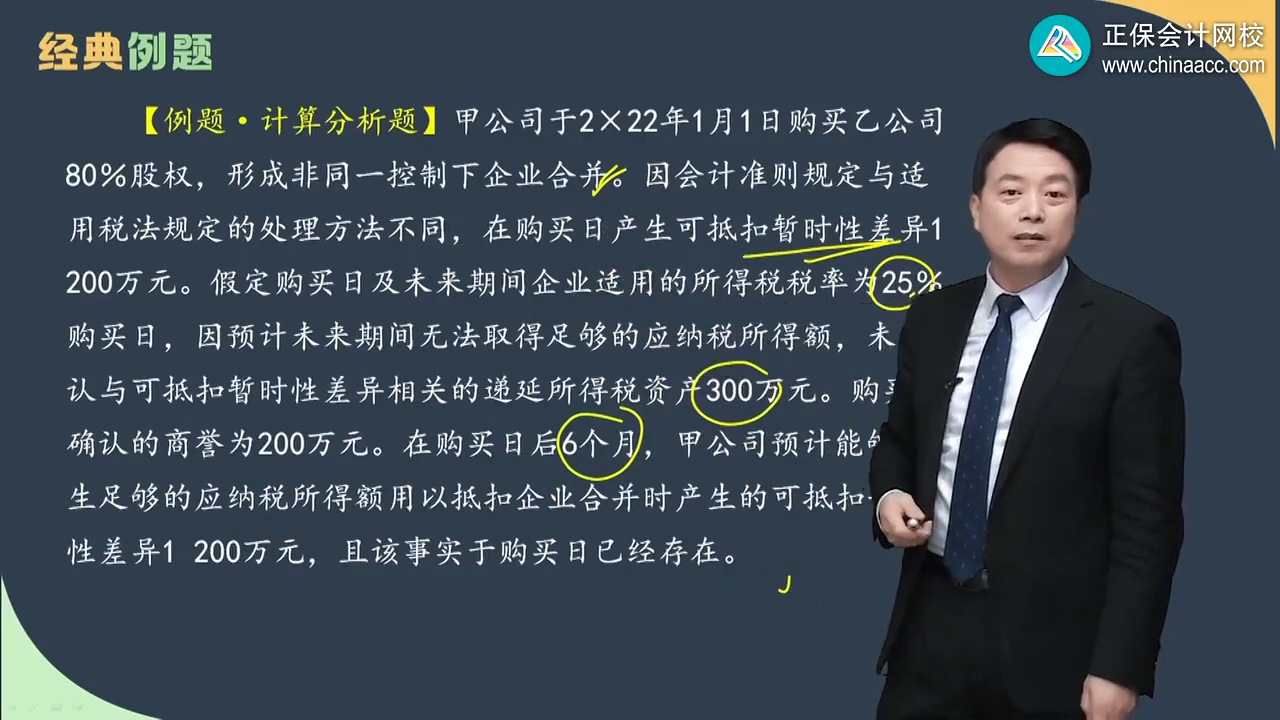 经典例题
正保会计网校
www.chinaacc.com
【例题·计算分析题】甲公司于2×22年1月1日购买乙公司
80%股权，形成非同一控制下企业合并。因会计准则规定与适
用税法规定的处理方法不同，在购买日产生可抵扣暂时性差异1
200万元。假定购买日及未来期间企业适用的所得税税率为25%
购买日，因预计未来期间无法取得足够的应纳税所得额，未
认与可抵扣暂时性差异相关的递延所得税资产300万元。购
确认的商誉为200万元。在购买日后6个月，甲公司预计能
生足够的应纳税所得额用以抵扣企业合并时产生的可抵扣
性差异1 200万元，且该事实于购买日已经存在。